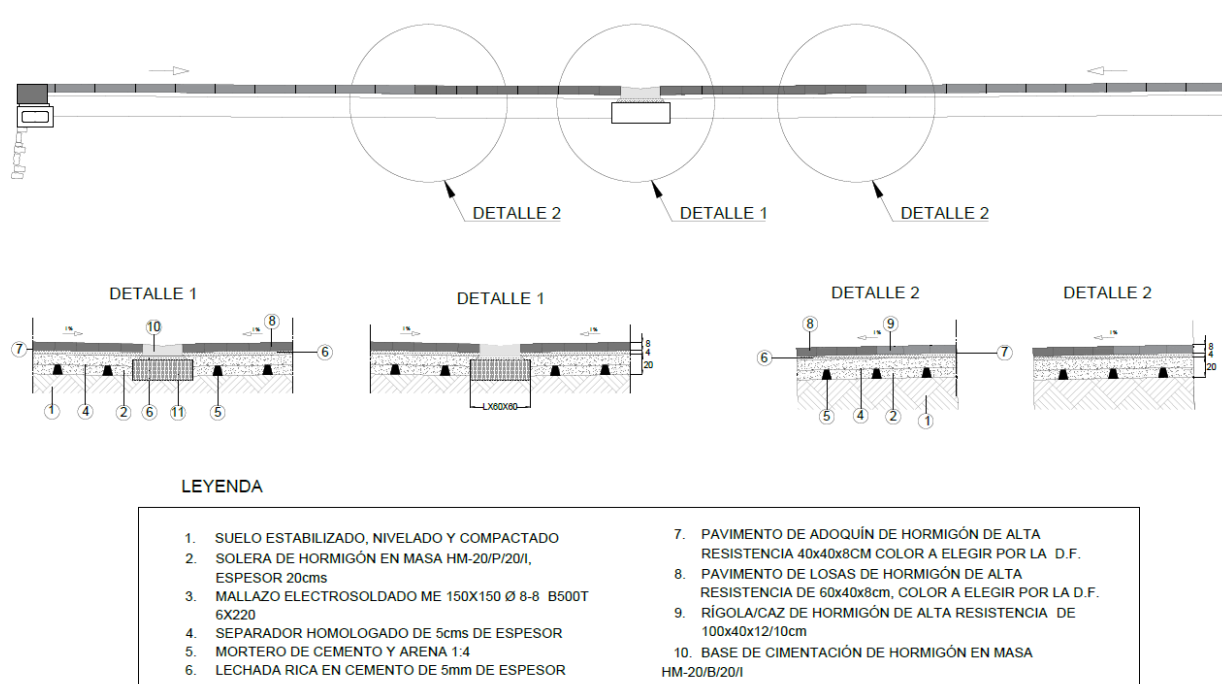 DETALLE 2
DETALLE 1
DETALLE 2
DETALLE 1
DETALLE 1
DETALLE 2
DETALLE 2
1%
1%
10
8
7
6
1
4
2
6
11
5
1%
1%
8
4
20
LX60X60
1%
8
9
6
7
5
4
2
1
1%
8
4
20
LEYENDA
1. SUELO ESTABILIZADO, NIVELADO Y COMPACTADO
2. SOLERA DE HORMIGÓN EN MASA HM-20/P/20/I,
ESPESOR 20cms
3. MALLAZO ELECTROSOLDADO ME 150X150 Ø 8-8 B500T
6X220
4. SEPARADOR HOMOLOGADO DE 5cms DE ESPESOR
5. MORTERO DE CEMENTO Y ARENA 1:4
6. LECHADA RICA EN CEMENTO DE 5mm DE ESPESOR
7. PAVIMENTO DE ADOQUÍN DE HORMIGÓN DE ALTA
RESISTENCIA 40x40x8CM COLOR A ELEGIR POR LA D.F.
8. PAVIMENTO DE LOSAS DE HORMIGÓN DE ALTA
RESISTENCIA DE 60x40x8cm, COLOR A ELEGIR POR LA D.F.
9. RÍGOLA/CAZ DE HORMIGÓN DE ALTA RESISTENCIA DE
100x40x12/10cm
10. BASE DE CIMENTACIÓN DE HORMIGÓN EN MASA
HM-20/B/20/I